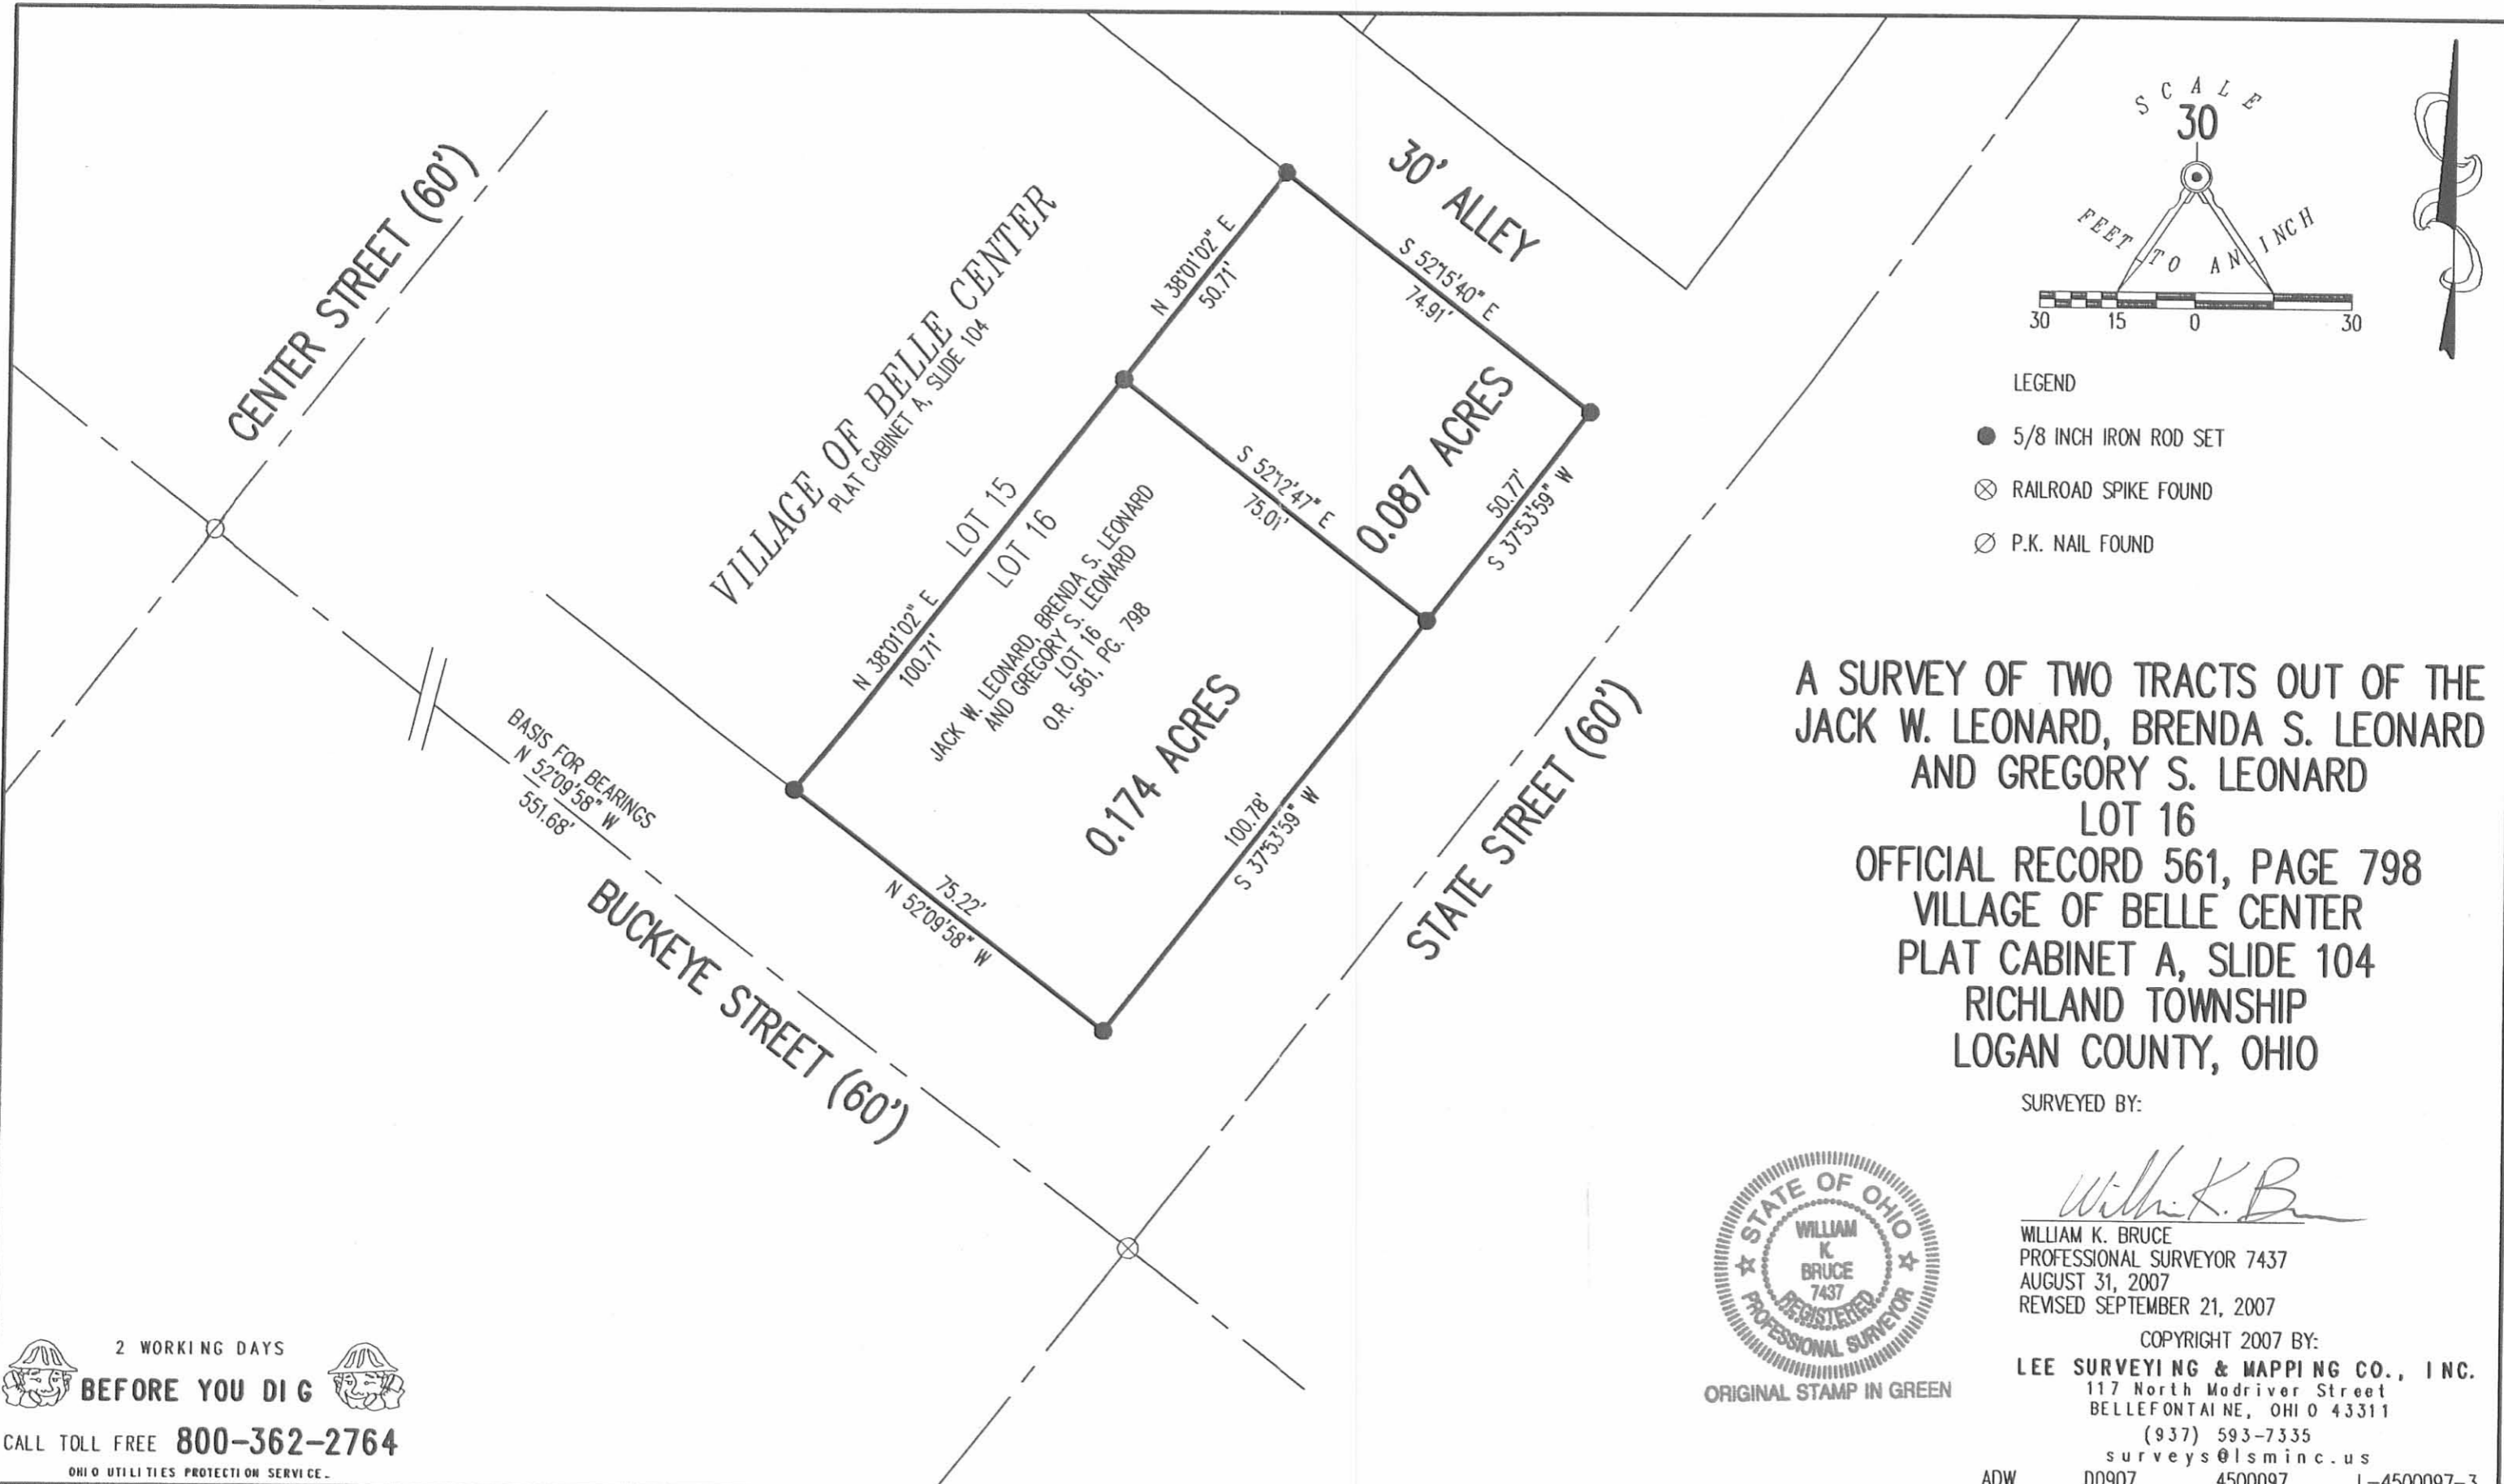 CENTER STREET (60')
VILLAGE OF BELLE CENTER
PLAT CABINET A, SLIDE 104
30' ALLEY
N 38°01'02" E
50.71'
S 52°15'40" E
74.91'
0.087 ACRES
S 52°12'47" E
75.01'
50.77'
S 37°53'59" W
LOT 15
LOT 16
N 38°01'02" E
100.71'
JACK W. LEONARD, BRENDA S. LEONARD
AND GREGORY S. LEONARD
LOT 16
O.R. 561, PG. 798
0.174 ACRES
100.78'
S 37°53'59" W
STATE STREET (60')
BASIS FOR BEARINGS
N 52°09'58" W
551.68'
75.22'
N 52°09'58" W
BUCKEYE STREET (60')
SCALE
30
FEET TO AN INCH
30 15 0 30
LEGEND
5/8 INCH IRON ROD SET
RAILROAD SPIKE FOUND
P.K. NAIL FOUND
A SURVEY OF TWO TRACTS OUT OF THE
JACK W. LEONARD, BRENDA S. LEONARD
AND GREGORY S. LEONARD
LOT 16
OFFICIAL RECORD 561, PAGE 798
VILLAGE OF BELLE CENTER
PLAT CABINET A, SLIDE 104
RICHLAND TOWNSHIP
LOGAN COUNTY, OHIO
SURVEYED BY:
STATE OF OHIO
WILLIAM
K.
BRUCE
7437
REGISTERED
PROFESSIONAL SURVEYOR
ORIGINAL STAMP IN GREEN
William K. Bruce
WILLIAM K. BRUCE
PROFESSIONAL SURVEYOR 7437
AUGUST 31, 2007
REVISED SEPTEMBER 21, 2007
COPYRIGHT 2007 BY:
LEE SURVEYING & MAPPING CO., INC.
117 North Madriver Street
BELLEFONTAINE, OHIO 43311
(937) 593-7335
surveys@lsminc.us
ADW D0907 4500097 L-4500097-3
2 WORKING DAYS
BEFORE YOU DIG
CALL TOLL FREE 800-362-2764
OHIO UTILITIES PROTECTION SERVICE.